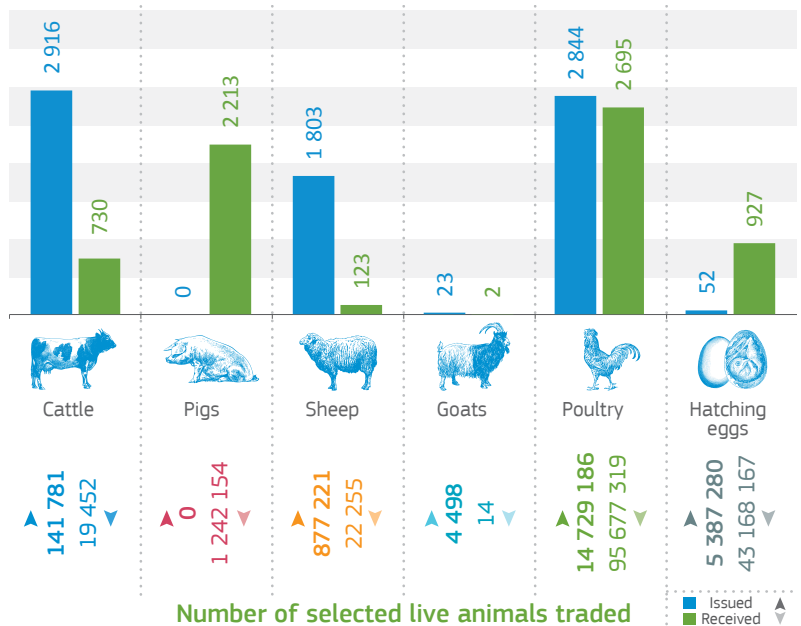 2 916
730
0
2 213
1 803
123
23
2
2 844
2 695
52
927
Cattle
Pigs
Sheep
Goats
Poultry
Hatching
eggs
141 781
19 452
0
1 242 154
877 221
22 255
4 498
14
14 729 186
95 677 319
5 387 280
43 168 167
Number of selected live animals traded
Issued
Received